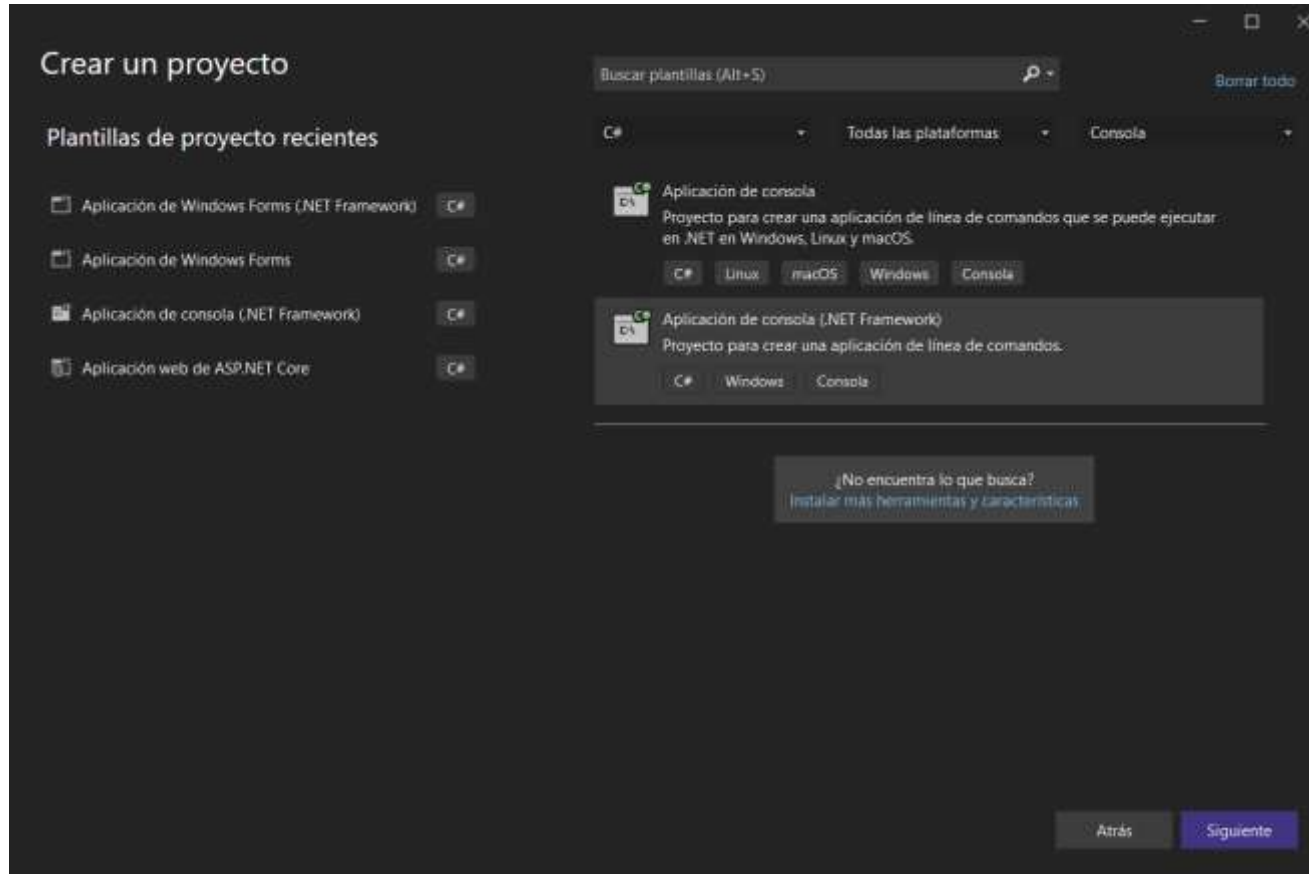 Crear un proyecto
Buscar plantillas (Alt+S)
Borrar todo
Plantillas de proyecto recientes
C#
Todas las plataformas
Consola
Aplicación de Windows Forms (.NET Framework)
C#
Aplicación de Windows Forms
C#
Aplicación de consola (.NET Framework)
C#
Aplicación web de ASP.NET Core
C#
Aplicación de consola
Proyecto para crear una aplicación de línea de comandos que se puede ejecutar
en .NET en Windows, Linux y macOS.
C# Linux macOS Windows Consola
Aplicación de consola (.NET Framework)
Proyecto para crear una aplicación de línea de comandos.
C# Windows Consola
¿No encuentra lo que busca?
Instalar más herramientas y características
Atrás
Siguiente